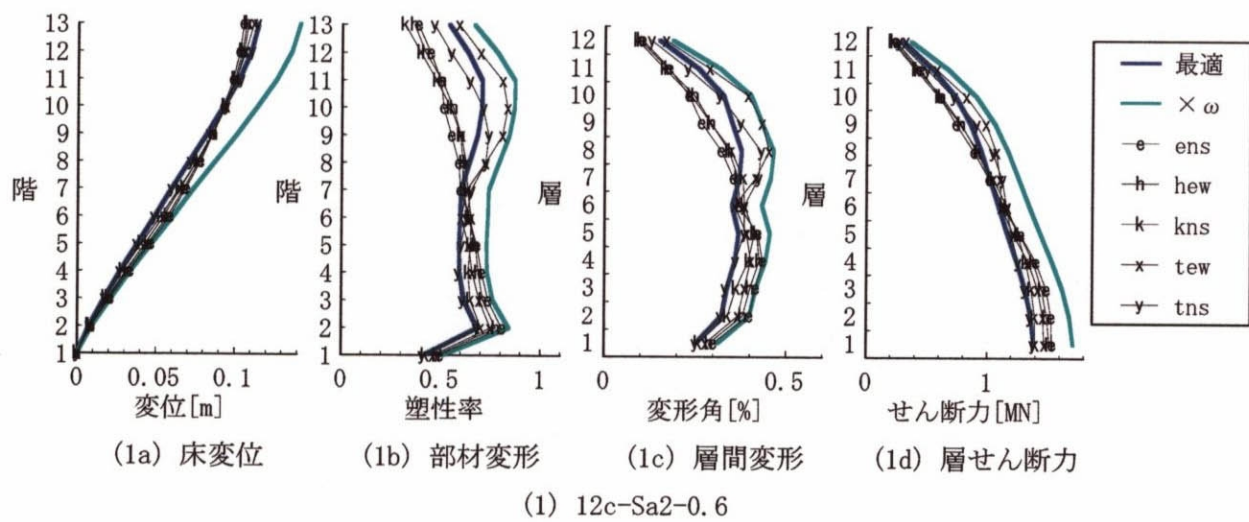 階
13
12
11
10
9
8
7
6
5
4
3
2
1
0
0.05
0.1
変位[m]
(1a) 床変位
階
13
12
11
10
9
8
7
6
5
4
3
2
1
0
0.5
1
塑性率
(1b) 部材変形
層
12
11
10
9
8
7
6
5
4
3
2
1
0
0.5
変形角[%]
(1c) 層間変形
層
12
11
10
9
8
7
6
5
4
3
2
1
1
せん断力[MN]
(1d) 層せん断力
最適
×ω
e ens
h hew
k kns
x tew
y tns
(1) 12c-Sa2-0.6